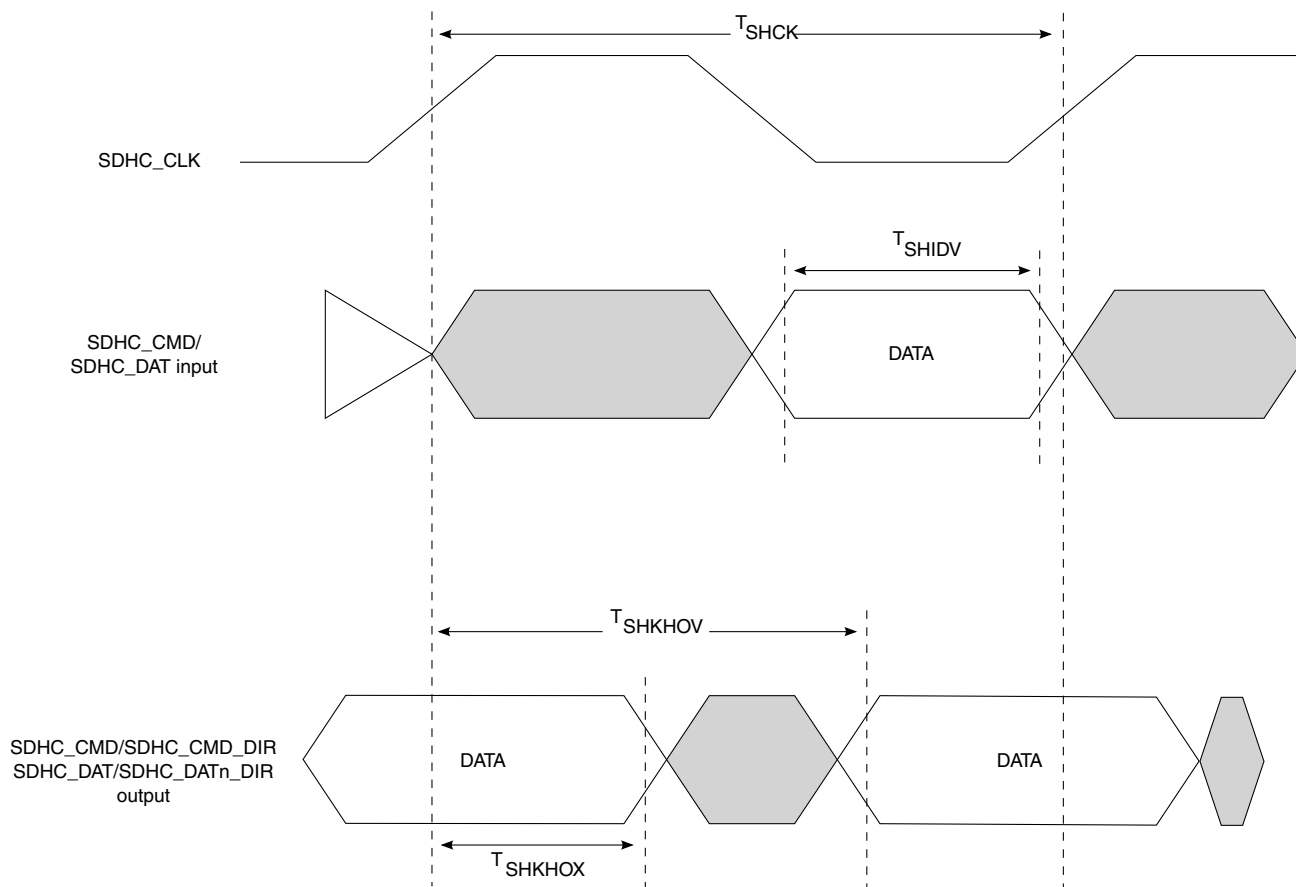 TSHCK
SDHC_CLK
TSHIDV
SDHC_CMD/
SDHC_DAT input
DATA
TSHKHOV
SDHC_CMD/SDHC_CMD_DIR
SDHC_DAT/SDHC_DATn_DIR
output
DATA
DATA
TSHKHOX